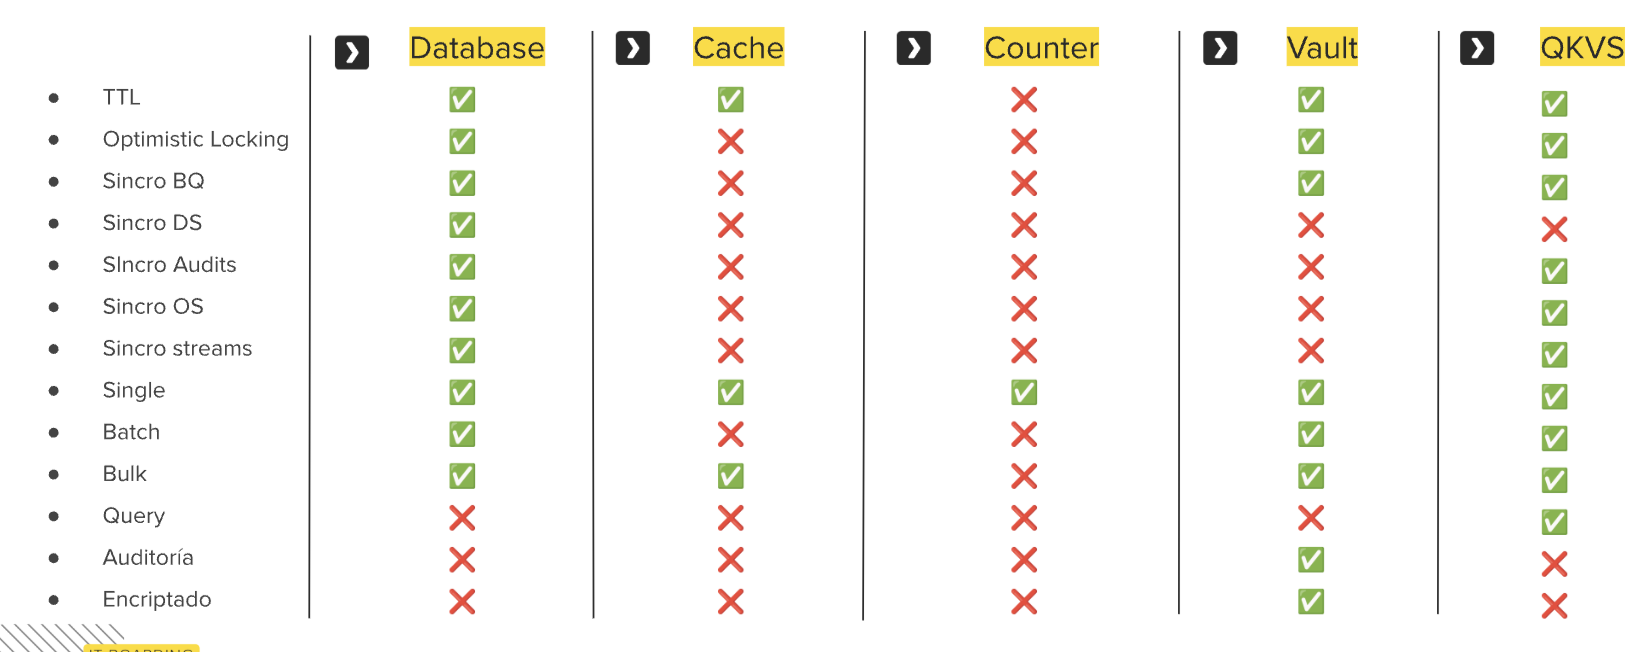 Database Cache Counter Vault QKVS
TTL ✅ ✅ ❌ ✅ ✅
Optimistic Locking ✅ ❌ ❌ ✅ ✅
Sincro BQ ✅ ❌ ❌ ✅ ✅
Sincro DS ✅ ❌ ❌ ❌ ❌
SIncro Audits ✅ ❌ ❌ ❌ ✅
Sincro OS ✅ ❌ ❌ ❌ ✅
Sincro streams ✅ ❌ ❌ ❌ ✅
Single ✅ ✅ ✅ ✅ ✅
Batch ✅ ❌ ❌ ✅ ✅
Bulk ✅ ✅ ❌ ✅ ✅
Query ❌ ❌ ❌ ❌ ✅
Auditoría ❌ ❌ ❌ ✅ ❌
Encriptado ❌ ❌ ❌ ✅ ❌